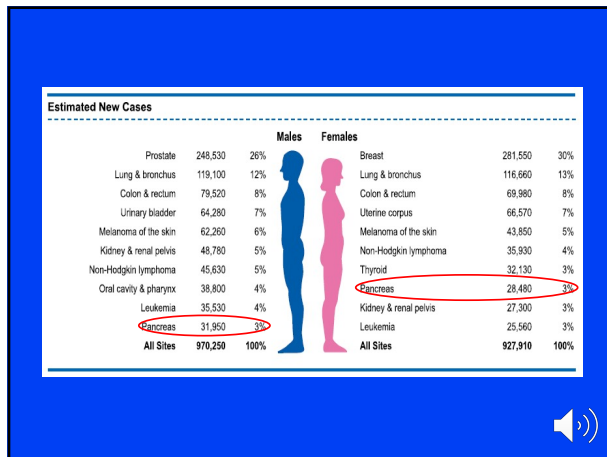 Estimated New Cases
Males Females
Prostate 248,530 26% Breast 281,550 30%
Lung & bronchus 119,100 12% Lung & bronchus 116,660 13%
Colon & rectum 79,520 8% Colon & rectum 69,980 8%
Urinary bladder 64,280 7% Uterine corpus 66,570 7%
Melanoma of the skin 62,260 6% Melanoma of the skin 43,850 5%
Kidney & renal pelvis 48,780 5% Non-Hodgkin lymphoma 35,930 4%
Non-Hodgkin lymphoma 45,630 5% Thyroid 32,130 3%
Oral cavity & pharynx 38,800 4% Pancreas 28,480 3%
Leukemia 35,530 4% Kidney & renal pelvis 27,300 3%
Pancreas 31,950 3% Leukemia 25,560 3%
All Sites 970,250 100% All Sites 927,910 100%